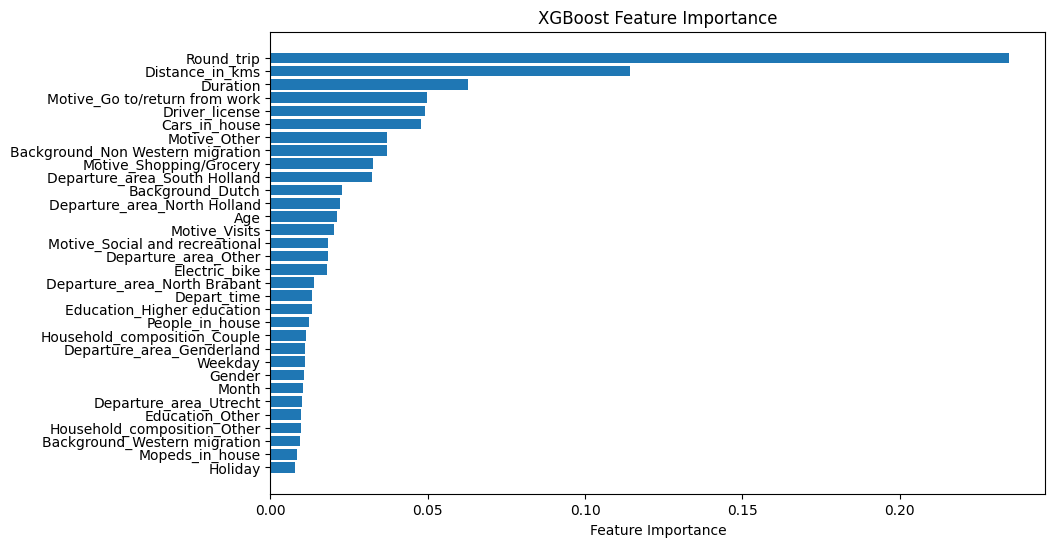 XGBoost Feature Importance
Round_trip
Distance_in_kms
Duration
Motive_Go to/return from work
Driver_license
Cars_in_house
Motive_Other
Background_Non Western migration
Motive_Shopping/Grocery
Departure_area_South Holland
Background_Dutch
Departure_area_North Holland
Age
Motive_Visits
Motive_Social and recreational
Departure_area_Other
Electric_bike
Departure_area_North Brabant
Depart_time
Education_Higher education
People_in_house
Household_composition_Couple
Departure_area_Genderland
Weekday
Gender
Month
Departure_area_Utrecht
Education_Other
Household_composition_Other
Background_Western migration
Mopeds_in_house
Holiday
0.00 0.05 0.10 0.15 0.20
Feature Importance